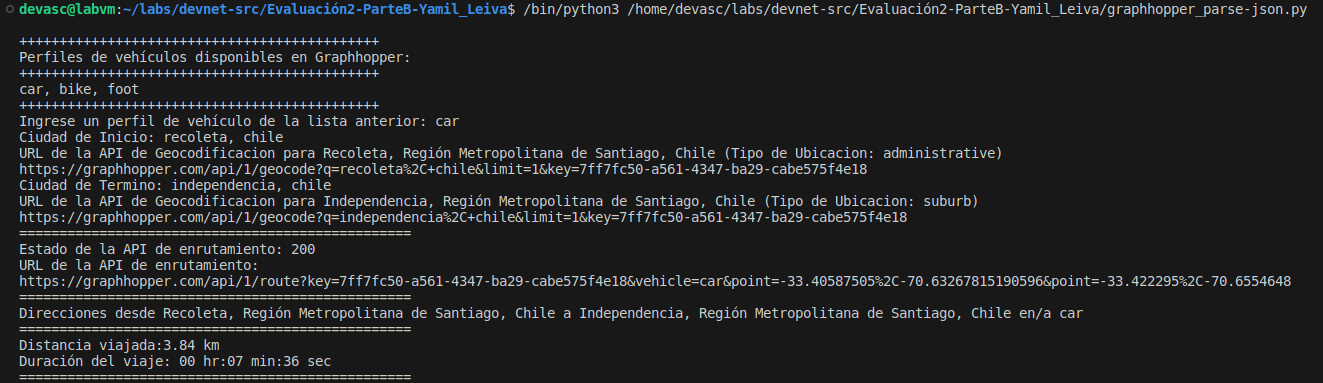 devasc@labvm:~/labs/devnet-src/Evaluación2-ParteB-Yamil_Leiva$ /bin/python3 /home/devasc/labs/devnet-src/Evaluación2-ParteB-Yamil_Leiva/graphhopper_parse-json.py
+++++++++++++++++++++++++++++++++++++++++++++
Perfiles de vehículos disponibles en Graphhopper:
+++++++++++++++++++++++++++++++++++++++++++++
car, bike, foot
+++++++++++++++++++++++++++++++++++++++++++++
Ingrese un perfil de vehículo de la lista anterior: car
Ciudad de Inicio: recoleta, chile
URL de la API de Geocodificacion para Recoleta, Región Metropolitana de Santiago, Chile (Tipo de Ubicacion: administrative)
https://graphhopper.com/api/1/geocode?q=recoleta%2C+chile&limit=1&key=7ff7fc50-a561-4347-ba29-cabe575f4e18
Ciudad de Termino: independencia, chile
URL de la API de Geocodificacion para Independencia, Región Metropolitana de Santiago, Chile (Tipo de Ubicacion: suburb)
https://graphhopper.com/api/1/geocode?q=independencia%2C+chile&limit=1&key=7ff7fc50-a561-4347-ba29-cabe575f4e18
=================================================
Estado de la API de enrutamiento: 200
URL de la API de enrutamiento:
https://graphhopper.com/api/1/route?key=7ff7fc50-a561-4347-ba29-cabe575f4e18&vehicle=car&point=-33.40587505%2C-70.63267815190596&point=-33.422295%2C-70.6554648
=================================================
Direcciones desde Recoleta, Región Metropolitana de Santiago, Chile a Independencia, Región Metropolitana de Santiago, Chile en/a car
=================================================
Distancia viajada:3.84 km
Duración del viaje: 00 hr:07 min:36 sec
=================================================